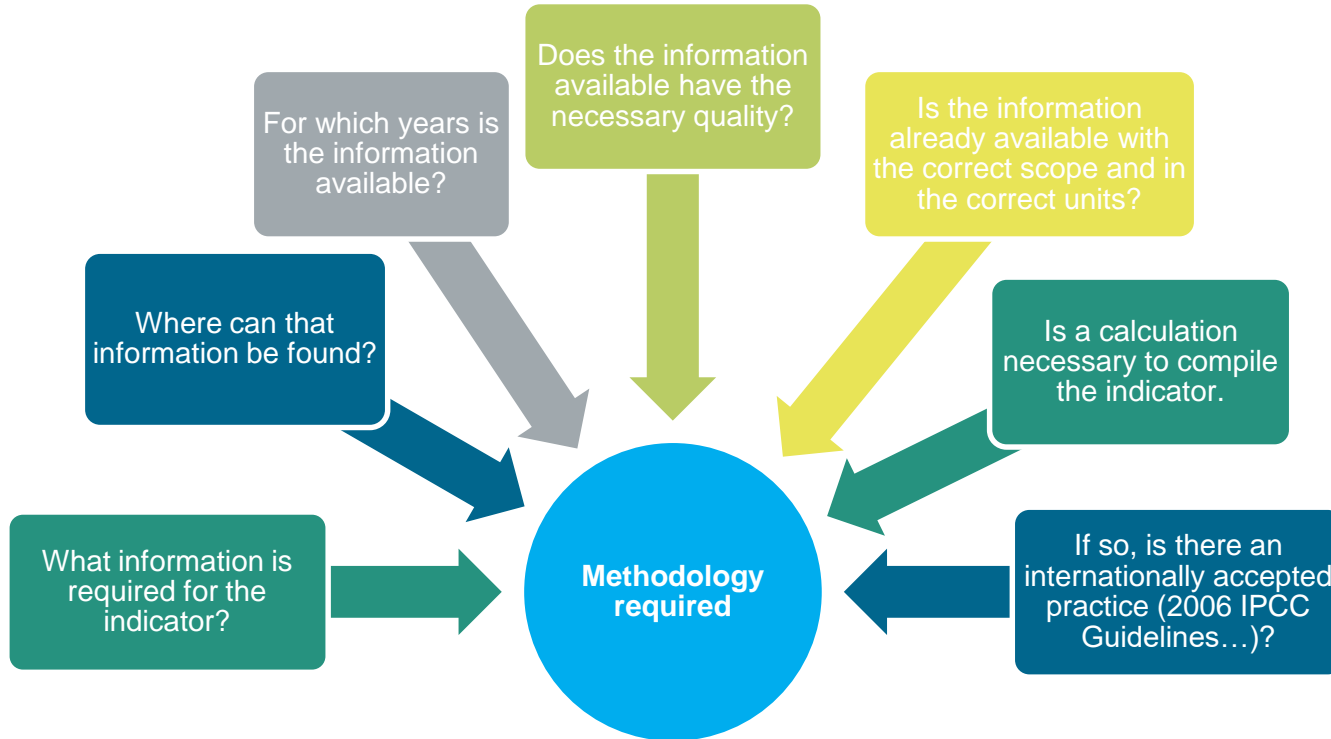 Does the information
available have the
necessary quality?
For which years is
the information
available?
Is the information
already available with
the correct scope and in
the correct units?
Where can that
information be found?
Is a calculation
necessary to compile
the indicator.
What information is
required for the
indicator?
Methodology
required
If so, is there an
internationally accepted
practice (2006 IPCC
Guidelines…)?